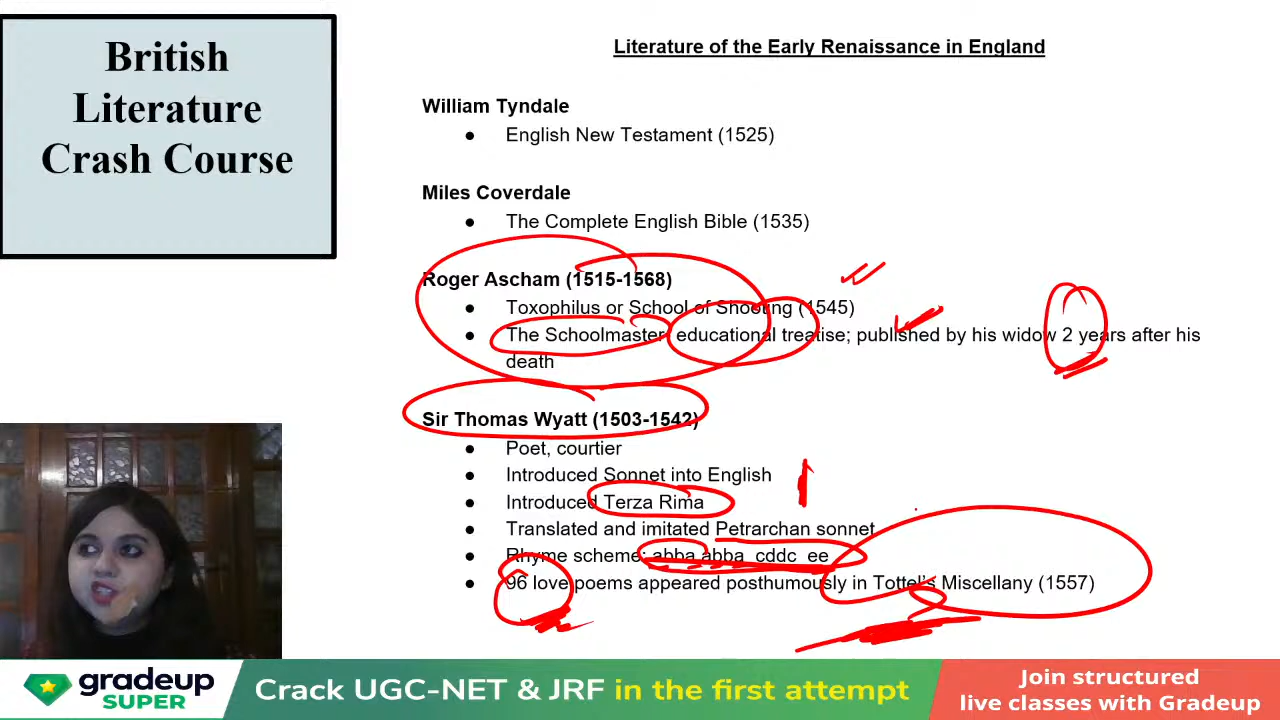 British
Literature
Crash Course
Literature of the Early Renaissance in England
William Tyndale
● English New Testament (1525)
Miles Coverdale
● The Complete English Bible (1535)
Roger Ascham (1515-1568)
● Toxophilus or School of Shooting (1545)
● The Schoolmaster educational treatise; published by his widow 2 years after his
death
Sir Thomas Wyatt (1503-1542)
● Poet, courtier
● Introduced Sonnet into English
● Introduced Terza Rima
● Translated and imitated Petrarchan sonnet
● Rhyme scheme: abba abba cddc ee
● 96 love poems appeared posthumously in Tottel's Miscellany (1557)
gradeup
SUPER
Crack UGC-NET & JRF in the first attempt
Join structured
live classes with Gradeup